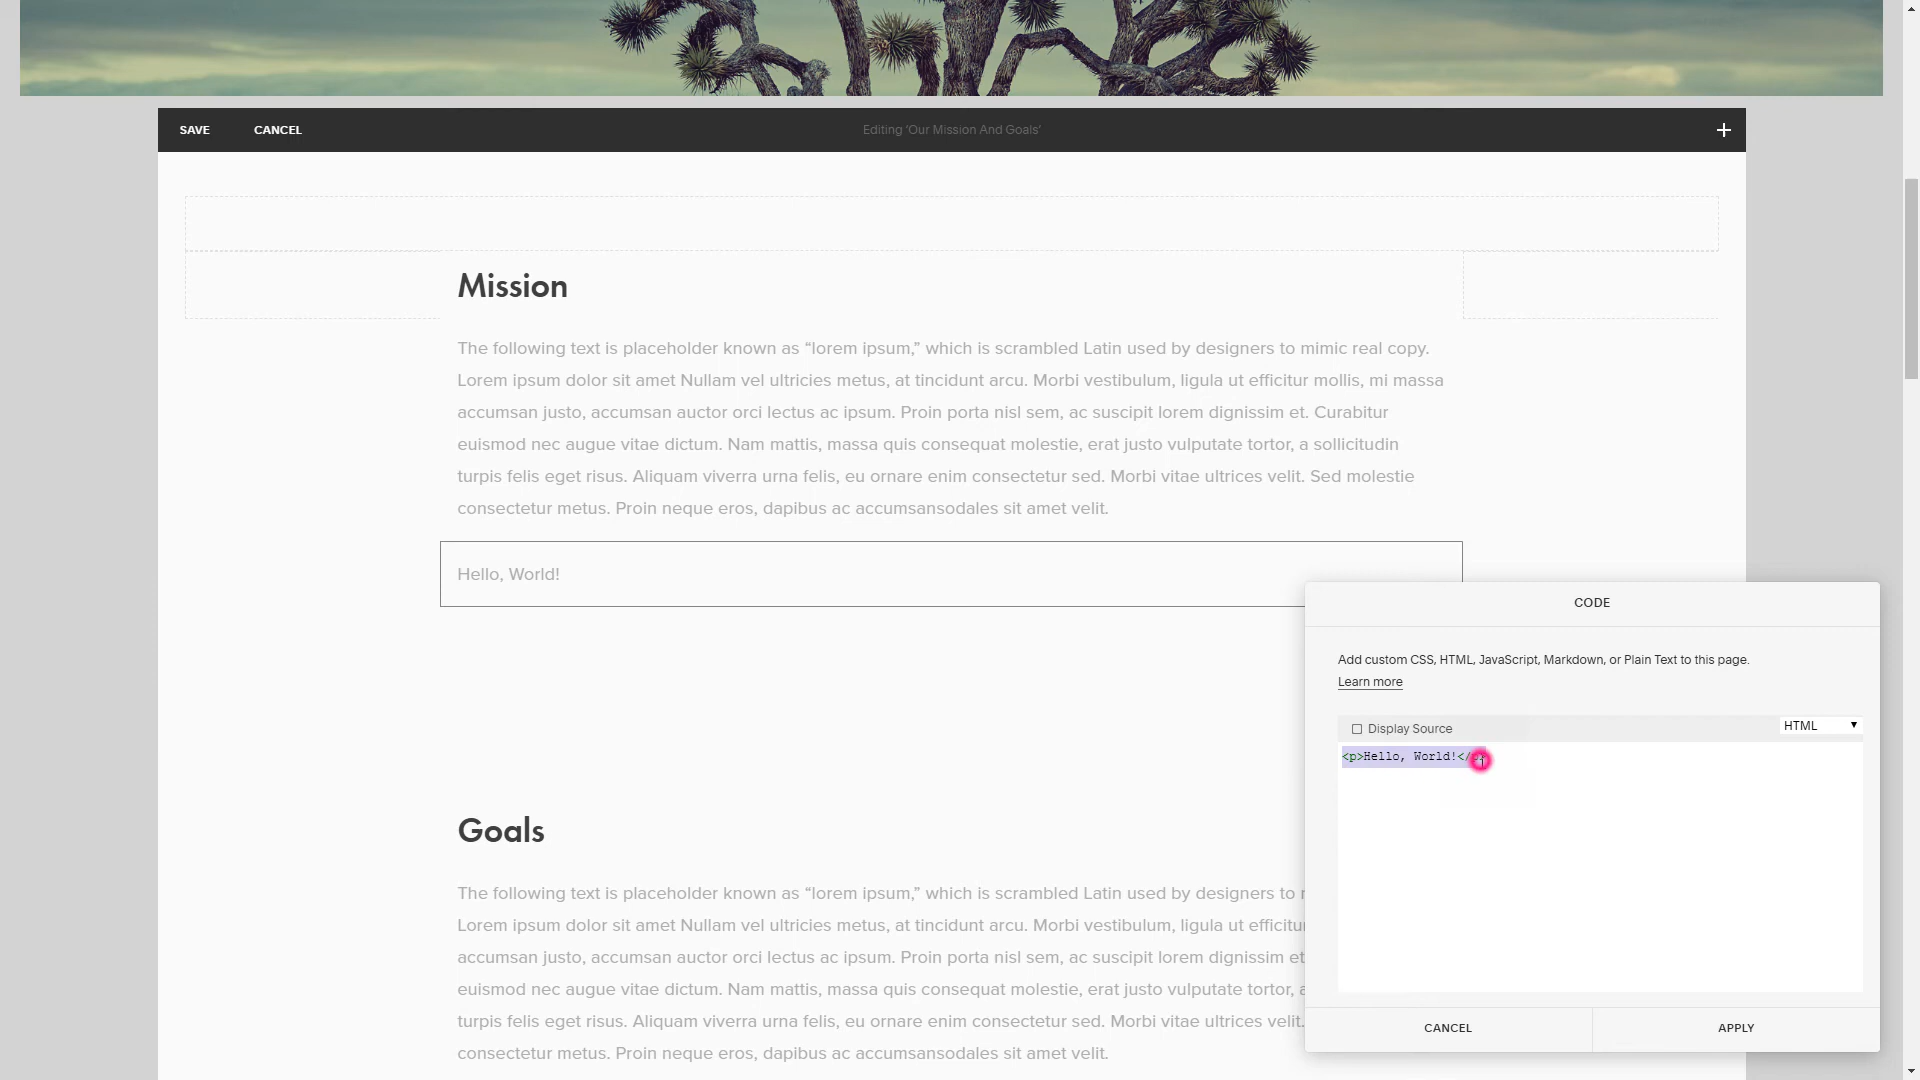 SAVE
CANCEL
Editing ‘Our Mission And Goals’
+
Mission
The following text is placeholder known as “lorem ipsum,” which is scrambled Latin used by designers to mimic real copy.
Lorem ipsum dolor sit amet Nullam vel ultricies metus, at tincidunt arcu. Morbi vestibulum, ligula ut efficitur mollis, mi massa
accumsan justo, accumsan auctor orci lectus ac ipsum. Proin porta nisl sem, ac suscipit lorem dignissim et. Curabitur
euismod nec augue vitae dictum. Nam mattis, massa quis consequat molestie, erat justo vulputate tortor, a sollicitudin
turpis felis eget risus. Aliquam viverra urna felis, eu ornare enim consectetur sed. Morbi vitae ultrices velit. Sed molestie
consectetur metus. Proin neque eros, dapibus ac accumsansodales sit amet velit.
Hello, World!
Goals
The following text is placeholder known as “lorem ipsum,” which is scrambled Latin used by designers to
Lorem ipsum dolor sit amet Nullam vel ultricies metus, at tincidunt arcu. Morbi vestibulum, ligula ut
accumsan justo, accumsan auctor orci lectus ac ipsum. Proin porta nisl sem, ac suscipit lorem dignissim et
euismod nec augue vitae dictum. Nam mattis, massa quis consequat molestie, erat justo vulputate tortor,
turpis felis eget risus. Aliquam viverra urna felis, eu ornare enim consectetur sed. Morbi vitae ultrices velit.
consectetur metus. Proin neque eros, dapibus ac accumsansodales sit amet velit.
CODE
Add custom CSS, HTML, JavaScript, Markdown, or Plain Text to this page.
Learn more
Display Source
HTML
<p>Hello, World!</p>
CANCEL
APPLY